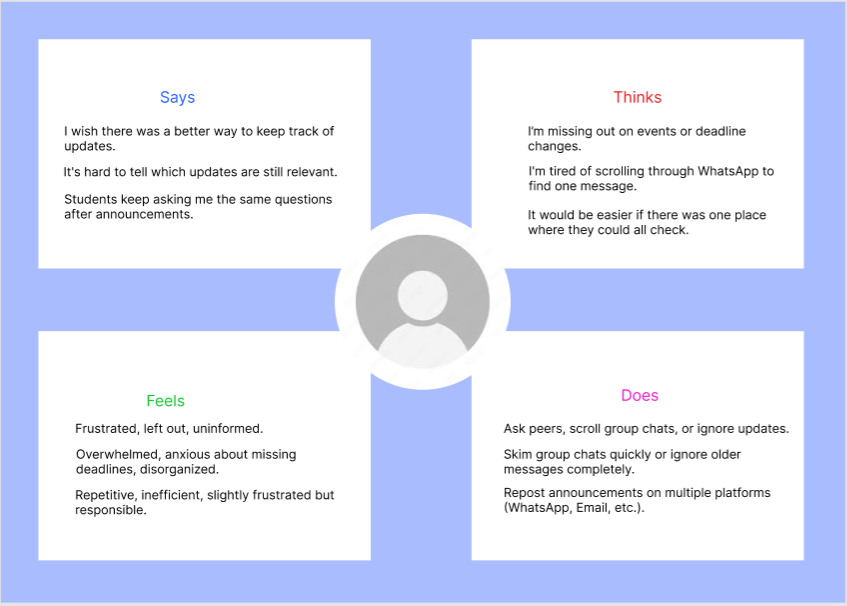 Says
I wish there was a better way to keep track of
updates.
It's hard to tell which updates are still relevant.
Students keep asking me the same questions
after announcements.
Thinks
I'm missing out on events or deadline
changes.
I'm tired of scrolling through WhatsApp to
find one message.
It would be easier if there was one place
where they could all check.
Feels
Frustrated, left out, uninformed.
Overwhelmed, anxious about missing
deadlines, disorganized.
Repetitive, inefficient, slightly frustrated but
responsible.
Does
Ask peers, scroll group chats, or ignore updates.
Skim group chats quickly or ignore older
messages completely.
Repost announcements on multiple platforms
(WhatsApp, Email, etc.).